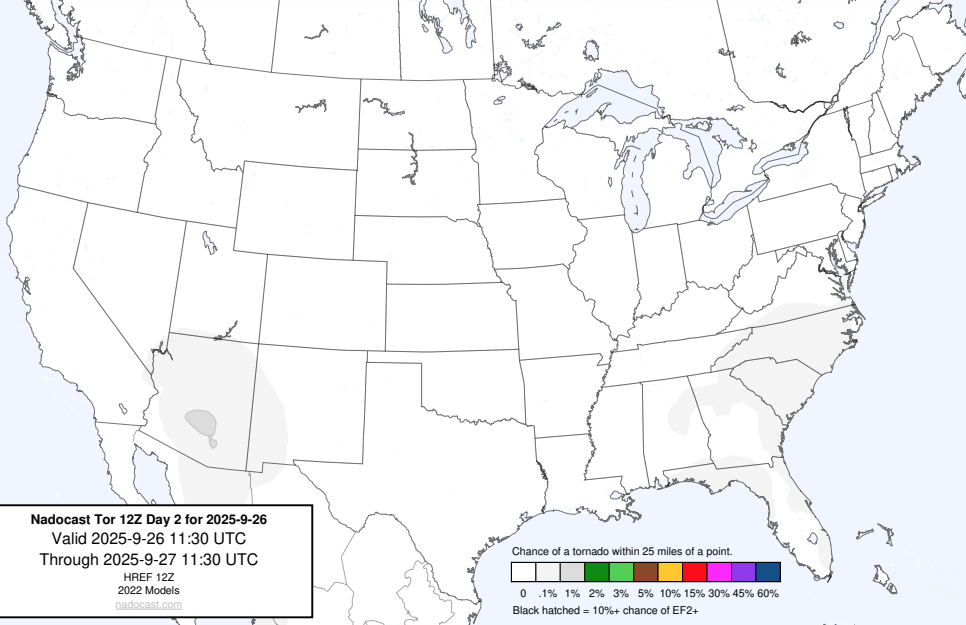 Nadocast Tor 12Z Day 2 for 2025-9-26
Valid 2025-9-26 11:30 UTC
Through 2025-9-27 11:30 UTC
HREF 12Z
2022 Models
nadocast.com
Chance of a tornado within 25 miles of a point.
0 .1% 1% 2% 3% 5% 10% 15% 30% 45% 60%
Black hatched = 10%+ chance of EF2+